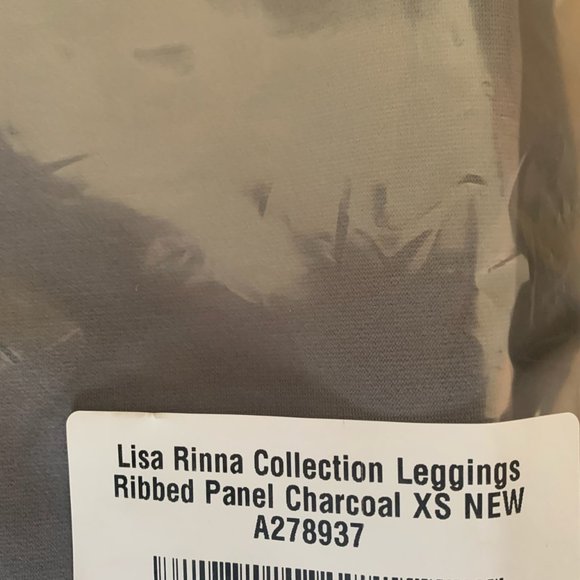 Lisa Rinna Collection Leggings
Ribbed Panel Charcoal XS NEW
A278937